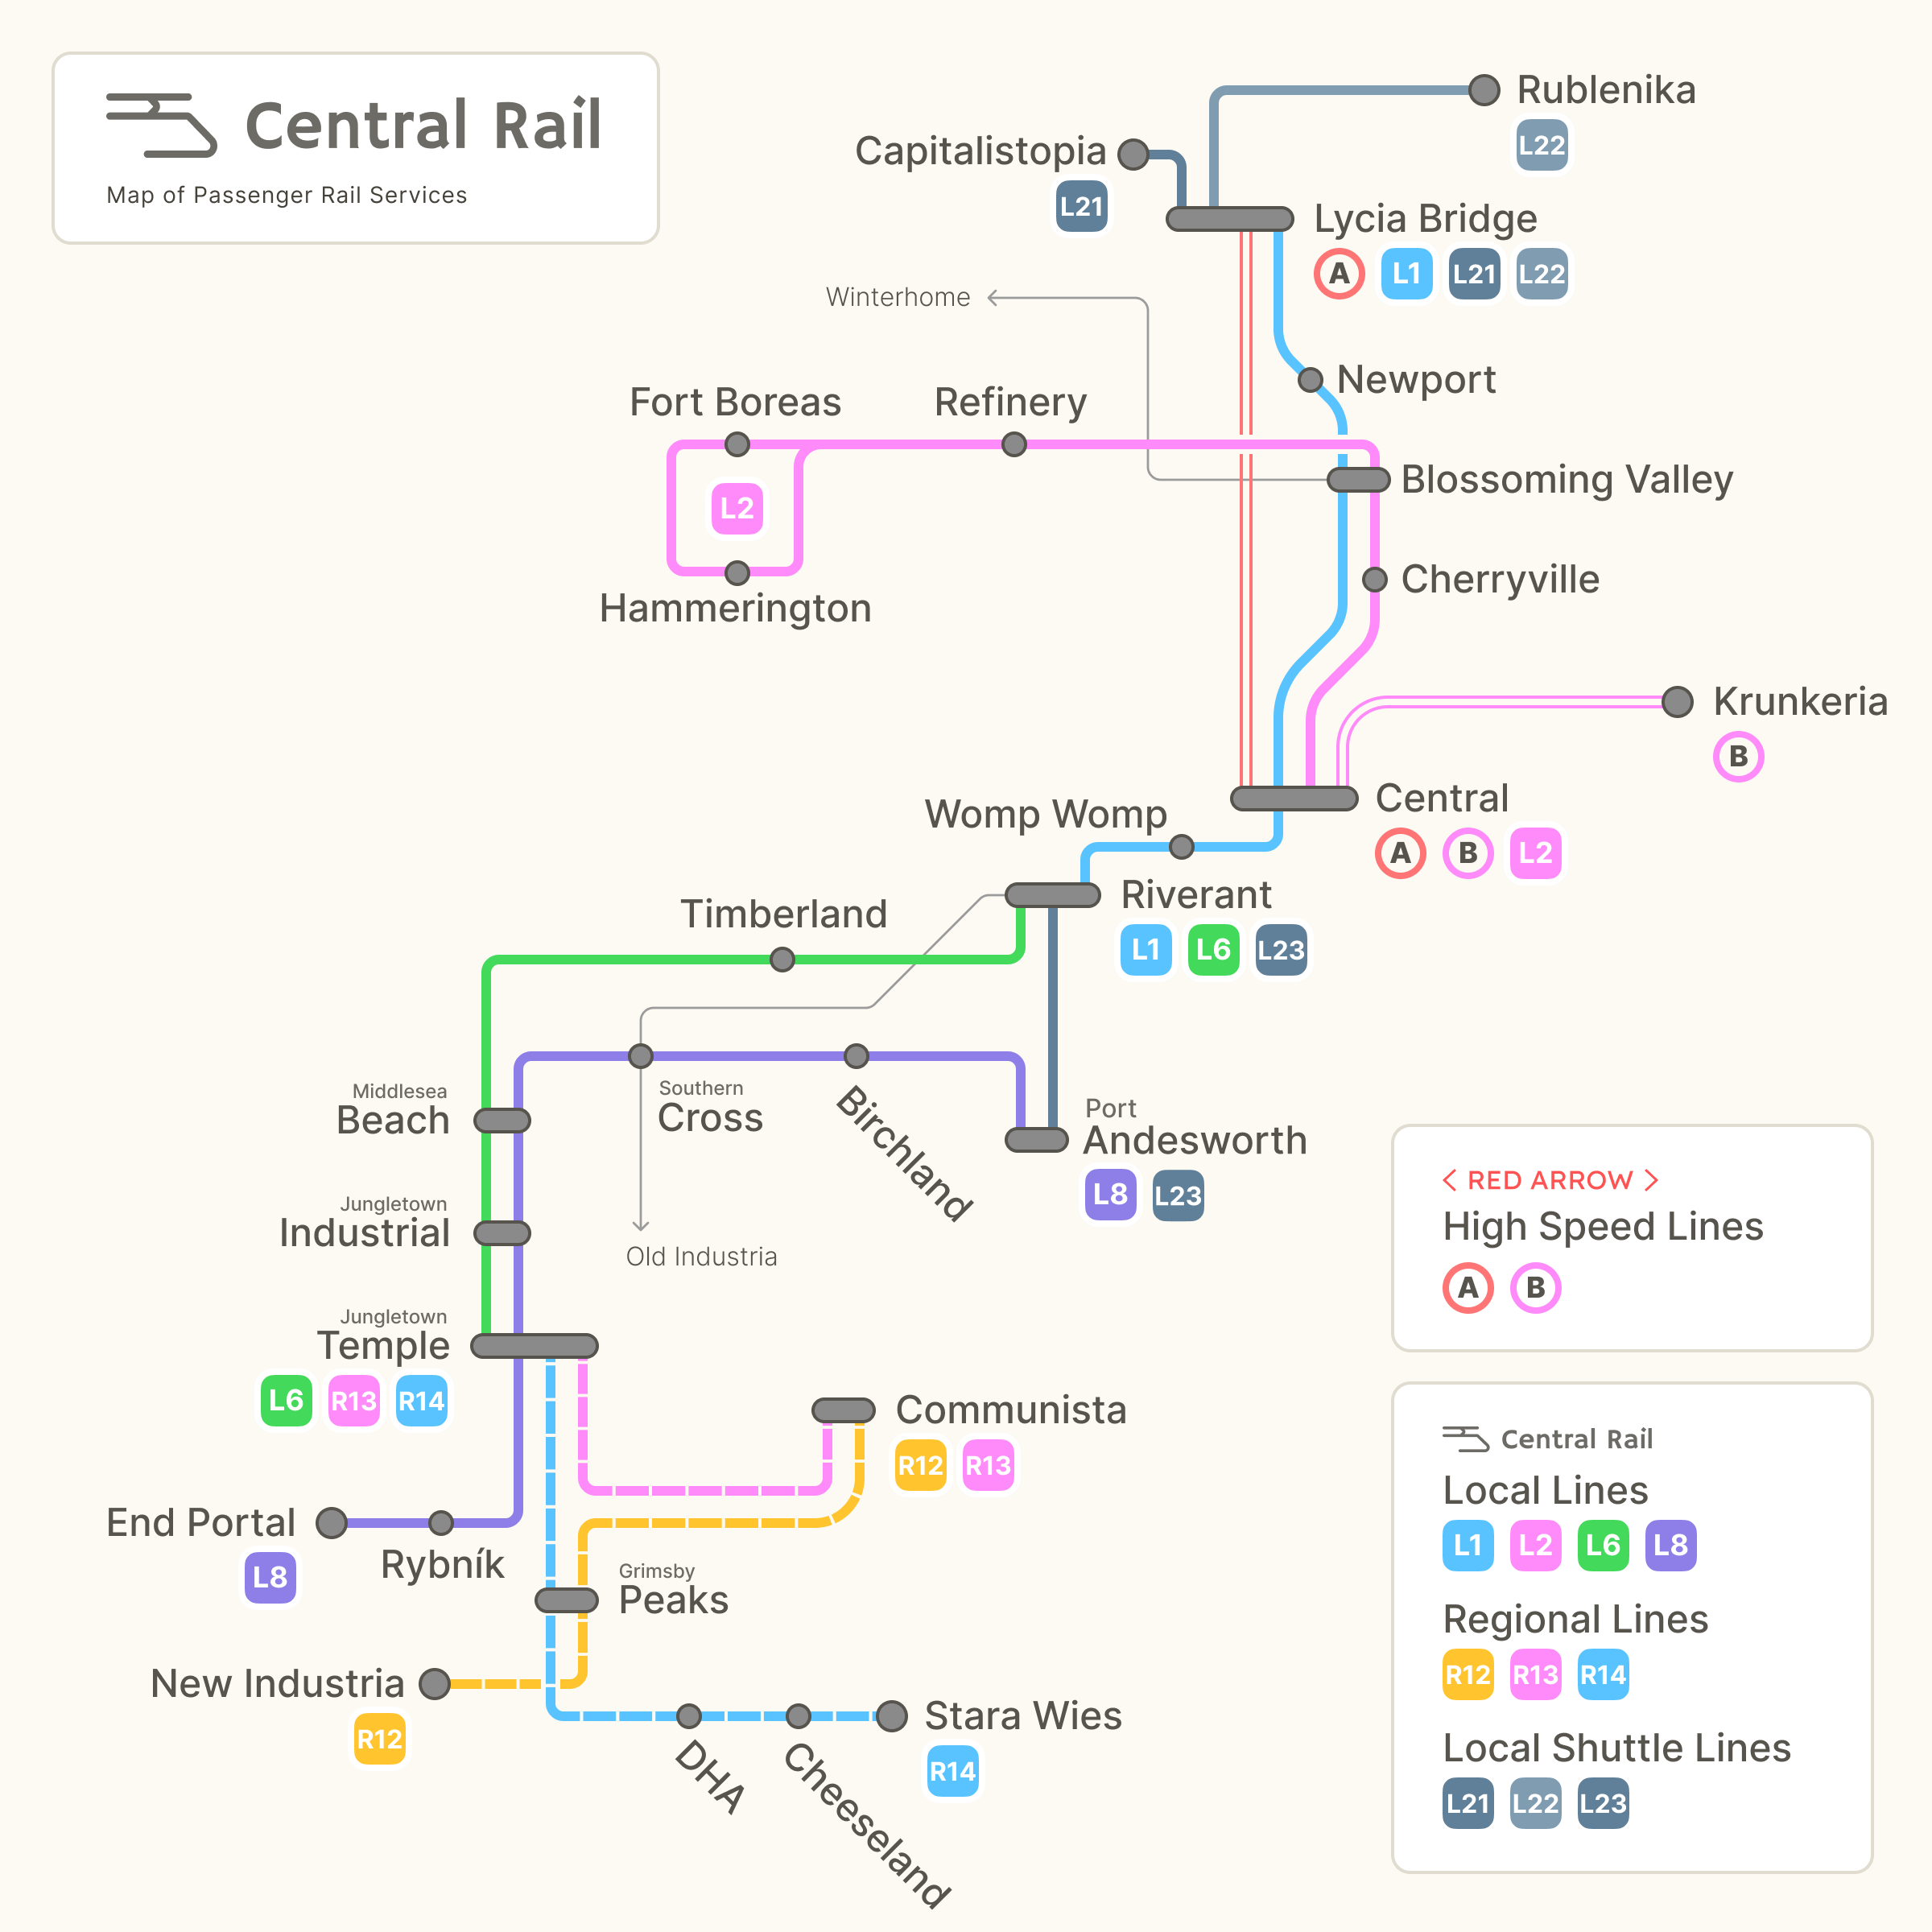 Central Rail
Map of Passenger Rail Services
Rublenika
L22
Capitalistopia
L21
Lycia Bridge
A L1 L21 L22
Winterhome
Newport
Fort Boreas
Refinery
L2
Hammerington
Blossoming Valley
Cherryville
Krunkeria
B
Central
A B L2
Womp Womp
Riverant
L1 L6 L23
Timberland
Middlesea
Beach
Southern
Cross
Birchland
Port
Andesworth
L8 L23
Jungletown
Industrial
Old Industria
Jungletown
Temple
L6 R13 R14
Communista
R12 R13
End Portal
L8
Rybník
Grimsby
Peaks
New Industria
R12
DHA
Cheeseland
Stara Wies
R14
RED ARROW
High Speed Lines
A B
Central Rail
Local Lines
L1 L2 L6 L8
Regional Lines
R12 R13 R14
Local Shuttle Lines
L21 L22 L23